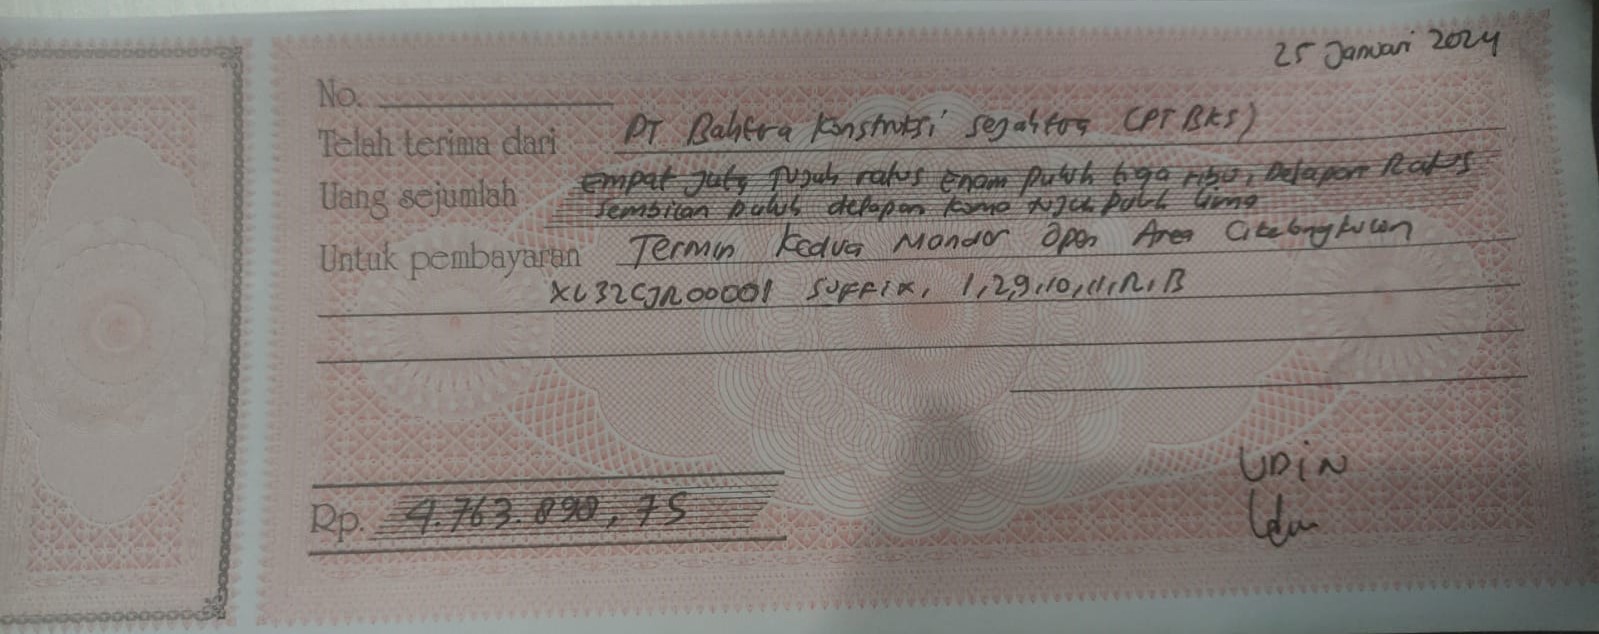 25 Januari 2024
No.
Telah terima dari PT Bahtera Konstruksi Sejahtera (PT BKS)
Uang sejumlah Empat Juta Tujuh ratus Enam Puluh tiga ribu, Delapan Ratus
Sembilan puluh delapan koma tujuh puluh lima
Untuk pembayaran Termin Kedua Mandor Open Area
XL32CJR00001 SUFFIX, 1,2,9,10,11,12,13
UDIN
Rp. 4.763.898,75